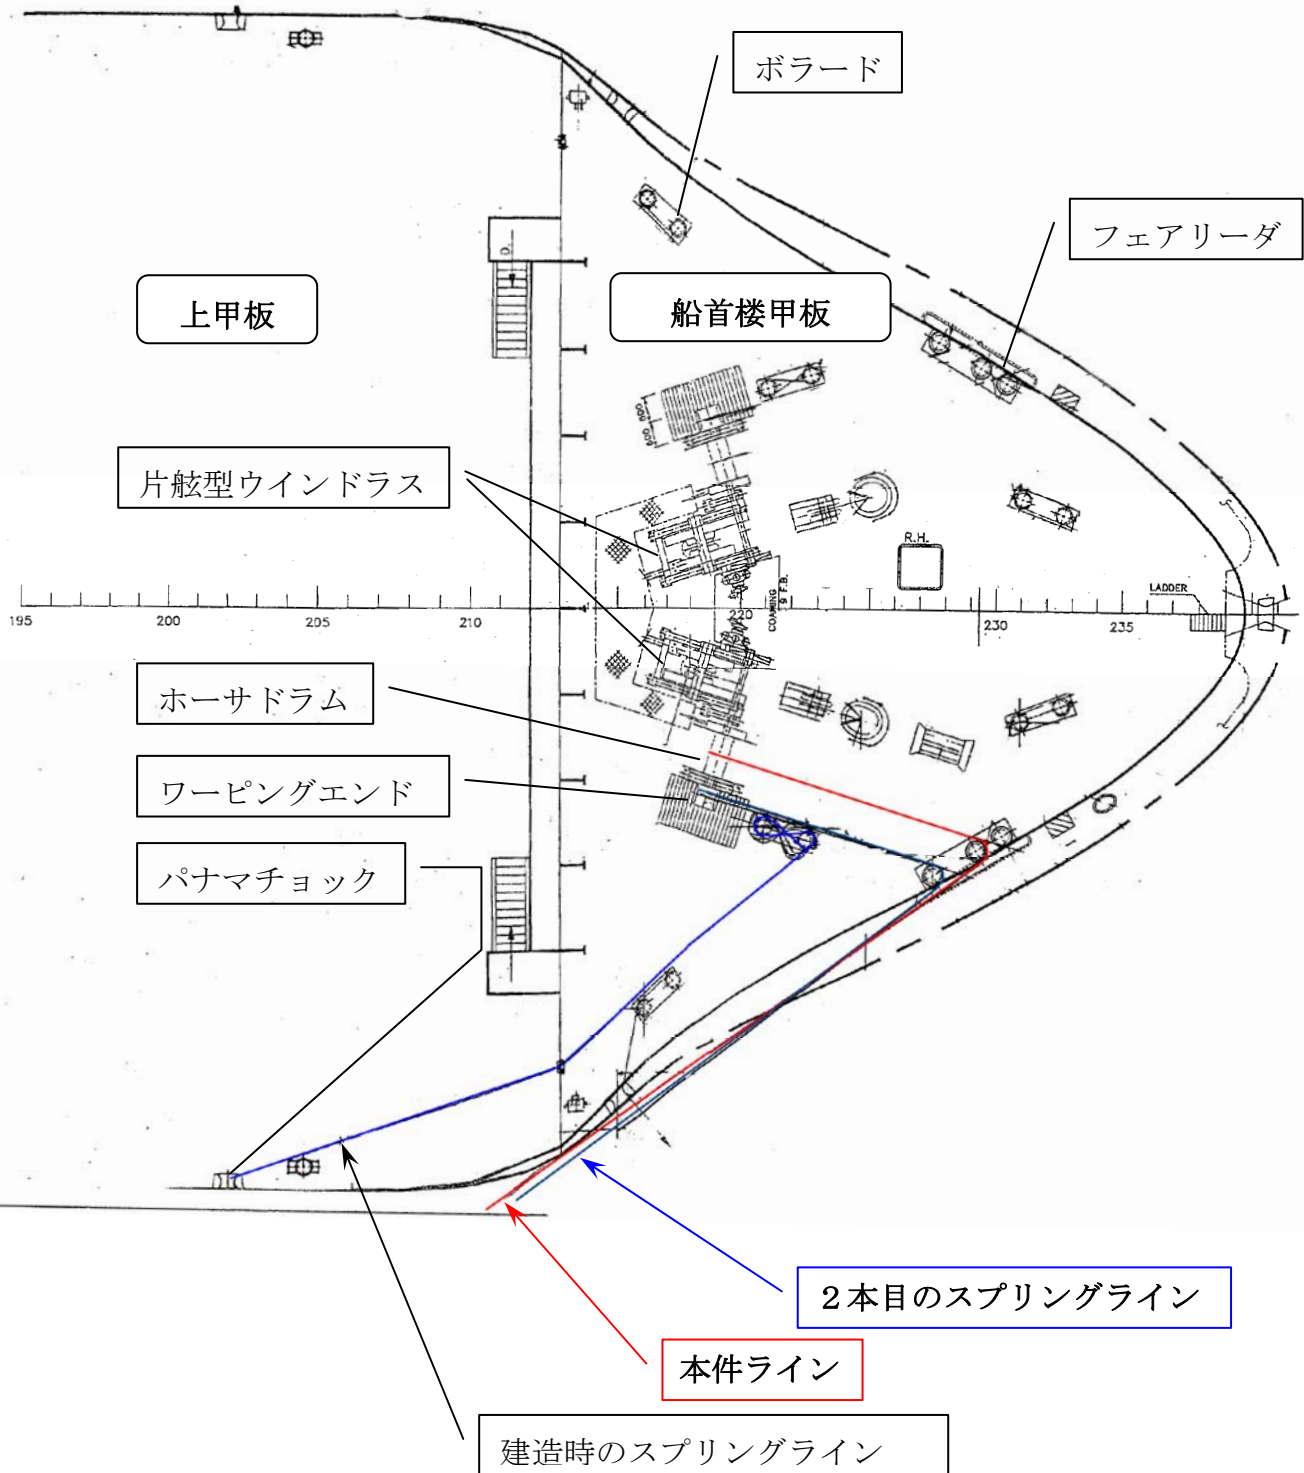 ボラード
フェアリーダ
上甲板
船首楼甲板
片舷型ウインドラス
600
600
R.H.
LADDER
195
200
205
210
220
230
235
COAMING
9 F.B.
ホーサドラム
ワーピングエンド
パナマチョック
2本目のスプリングライン
本件ライン
建造時のスプリングライン